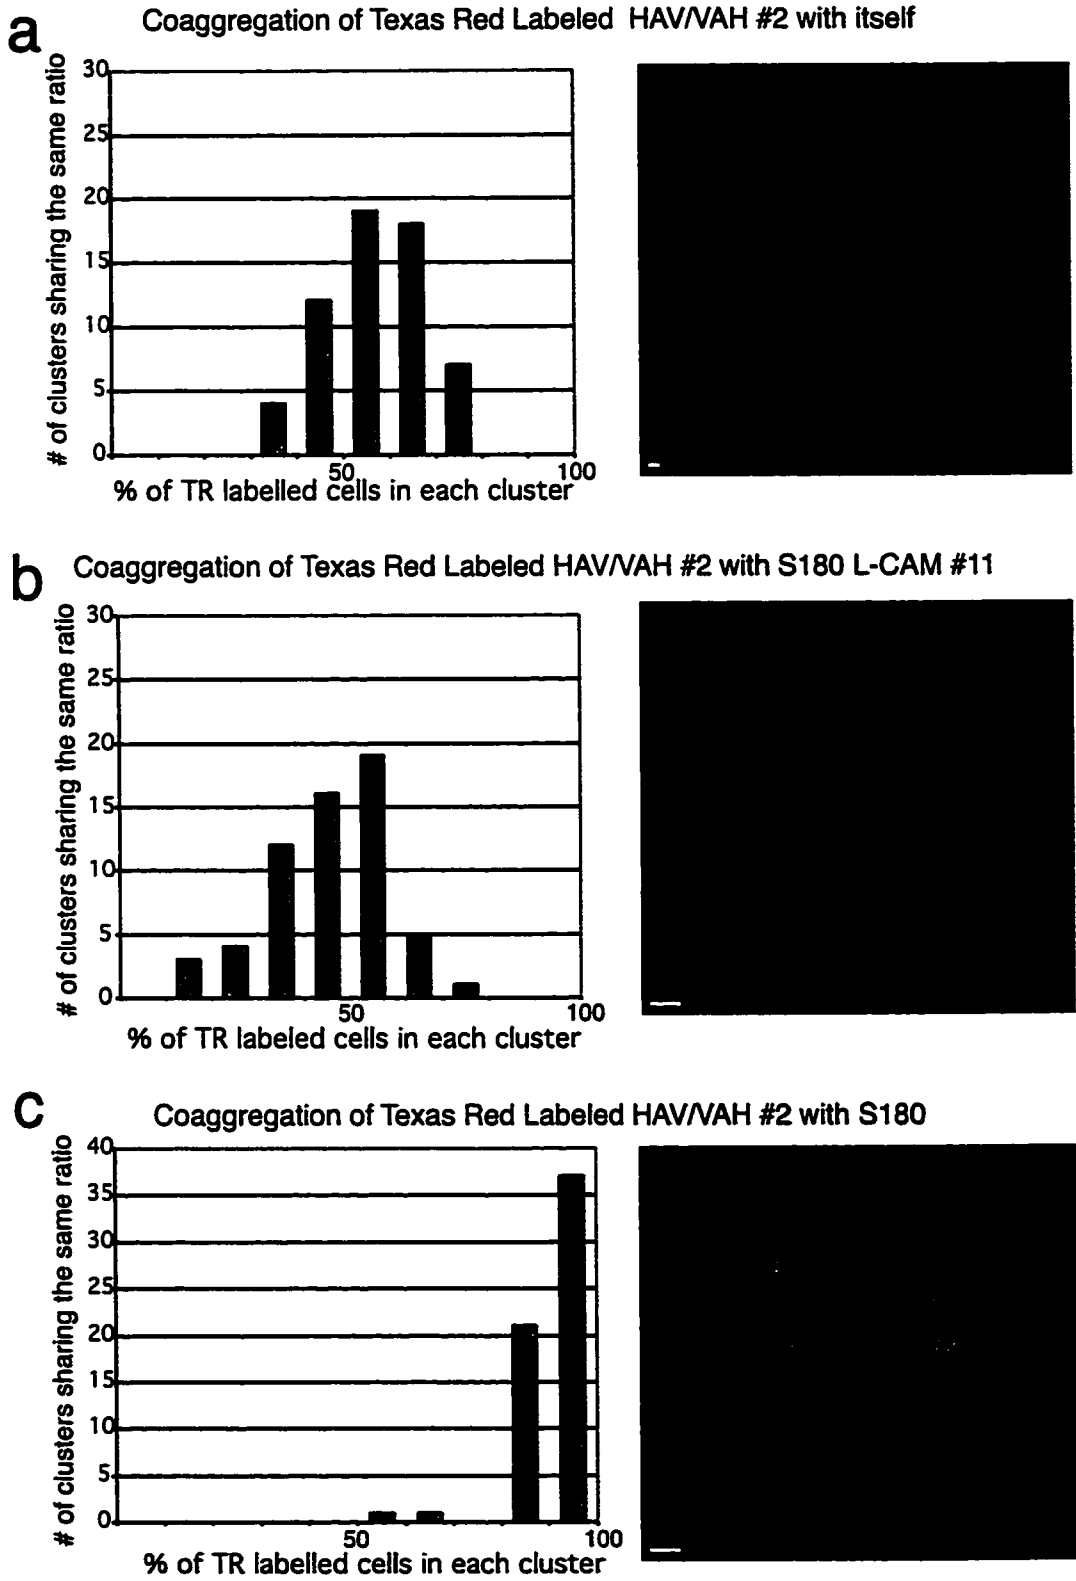 a
Coaggregation of Texas Red Labeled HAV/VAH #2 with itself
# of clusters sharing the same ratio
30
25
20
15
10
5
0
50
100
% of TR labelled cells in each cluster
b
Coaggregation of Texas Red Labeled HAV/VAH #2 with S180 L-CAM #11
# of clusters sharing the same ratio
30
25
20
15
10
5
0
50
100
% of TR labeled cells in each cluster
c
Coaggregation of Texas Red Labeled HAV/VAH #2 with S180
# of clusters sharing the same ratio
40
35
30
25
20
15
10
5
0
50
100
% of TR labelled cells in each cluster